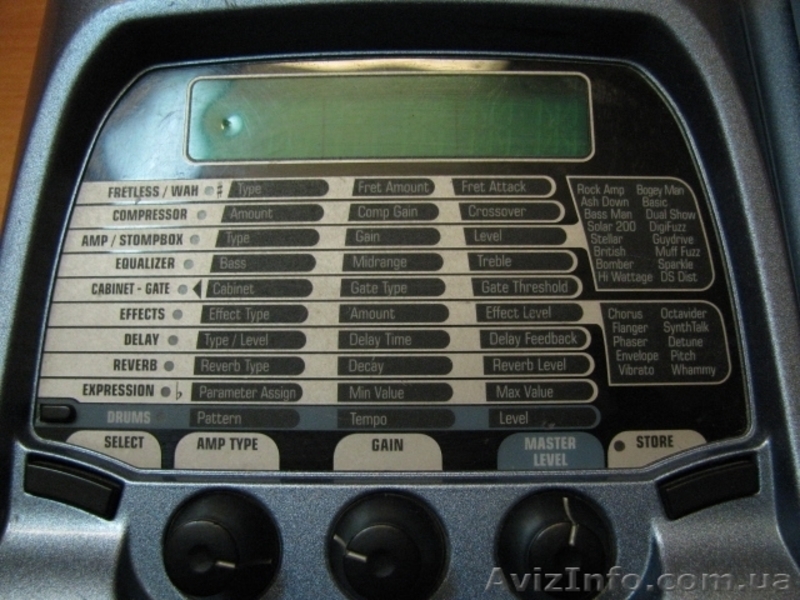 FRETLESS / WAH ♯ Type Fret Amount Fret Attack
COMPRESSOR Amount Comp Gain Crossover
AMP / STOMPBOX Type Gain Level
EQUALIZER Bass Midrange Treble
CABINET - GATE Cabinet Gate Type Gate Threshold
EFFECTS Effect Type Amount Effect Level
DELAY Type / Level Delay Time Delay Feedback
REVERB Reverb Type Decay Reverb Level
EXPRESSION ♭ Parameter Assign Min Value Max Value
DRUMS Pattern Tempo Level
Rock Amp Bogey Man
Ash Down Basic
Bass Man Dual Show
Solar 200 DigiFuzz
Stellar Guydrive
British Muff Fuzz
Bomber Sparkle
Hi Wattage DS Dist
Chorus Octavider
Flanger SynthTalk
Phaser Detune
Envelope Pitch
Vibrato Whammy
SELECT AMP TYPE GAIN MASTER LEVEL STORE
AvizInfo.com.ua